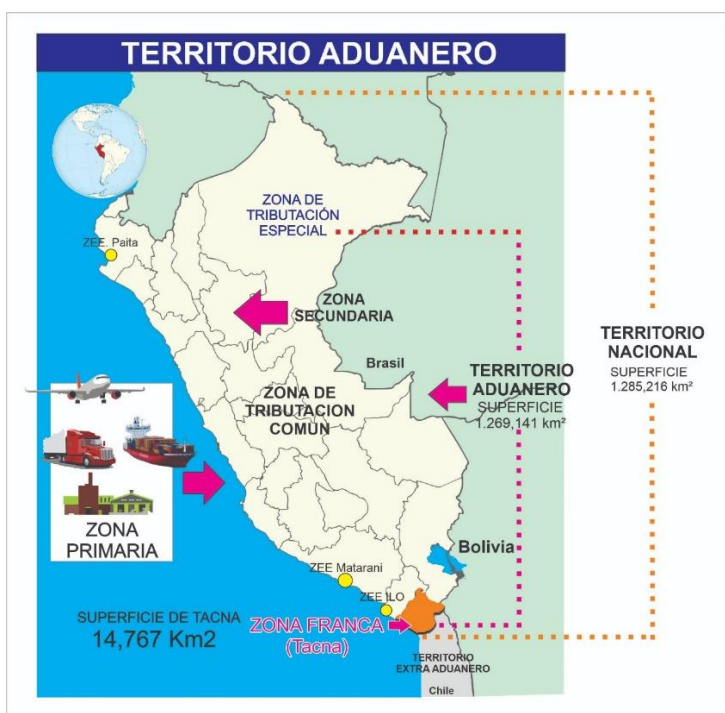 TERRITORIO ADUANERO
ZONA DE
TRIBUTACIÓN
ESPECIAL
ZEE. Paita
ZONA
SECUNDARIA
TERRITORIO
NACIONAL
SUPERFICIE
1.285,216 km²
Brasil
TERRITORIO
ADUANERO
SUPERFICIE
1.269,141 km²
ZONA DE
TRIBUTACION
COMUN
ZONA
PRIMARIA
Bolivia
ZEE Matarani
ZEE ILO
SUPERFICIE DE TACNA
14,767 Km2
ZONA FRANCA
(Tacna)
TERRITORIO
EXTRA ADUANERO
Chile